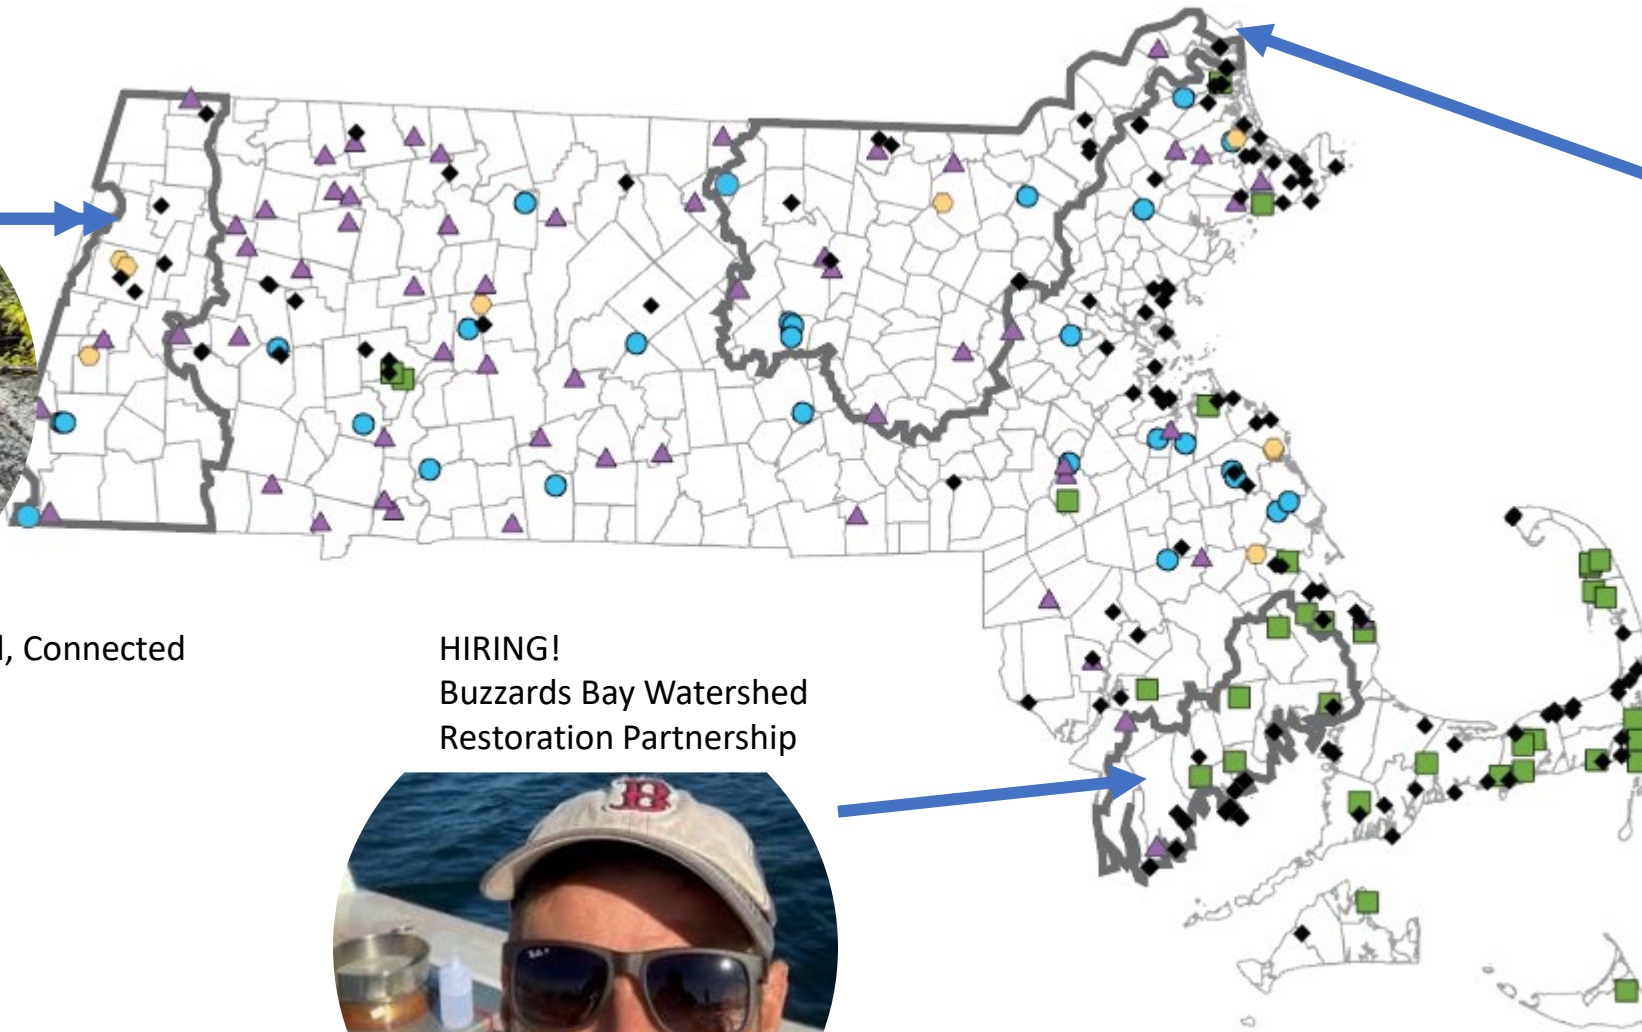 l, Connected
HIRING!
Buzzards Bay Watershed
Restoration Partnership
B